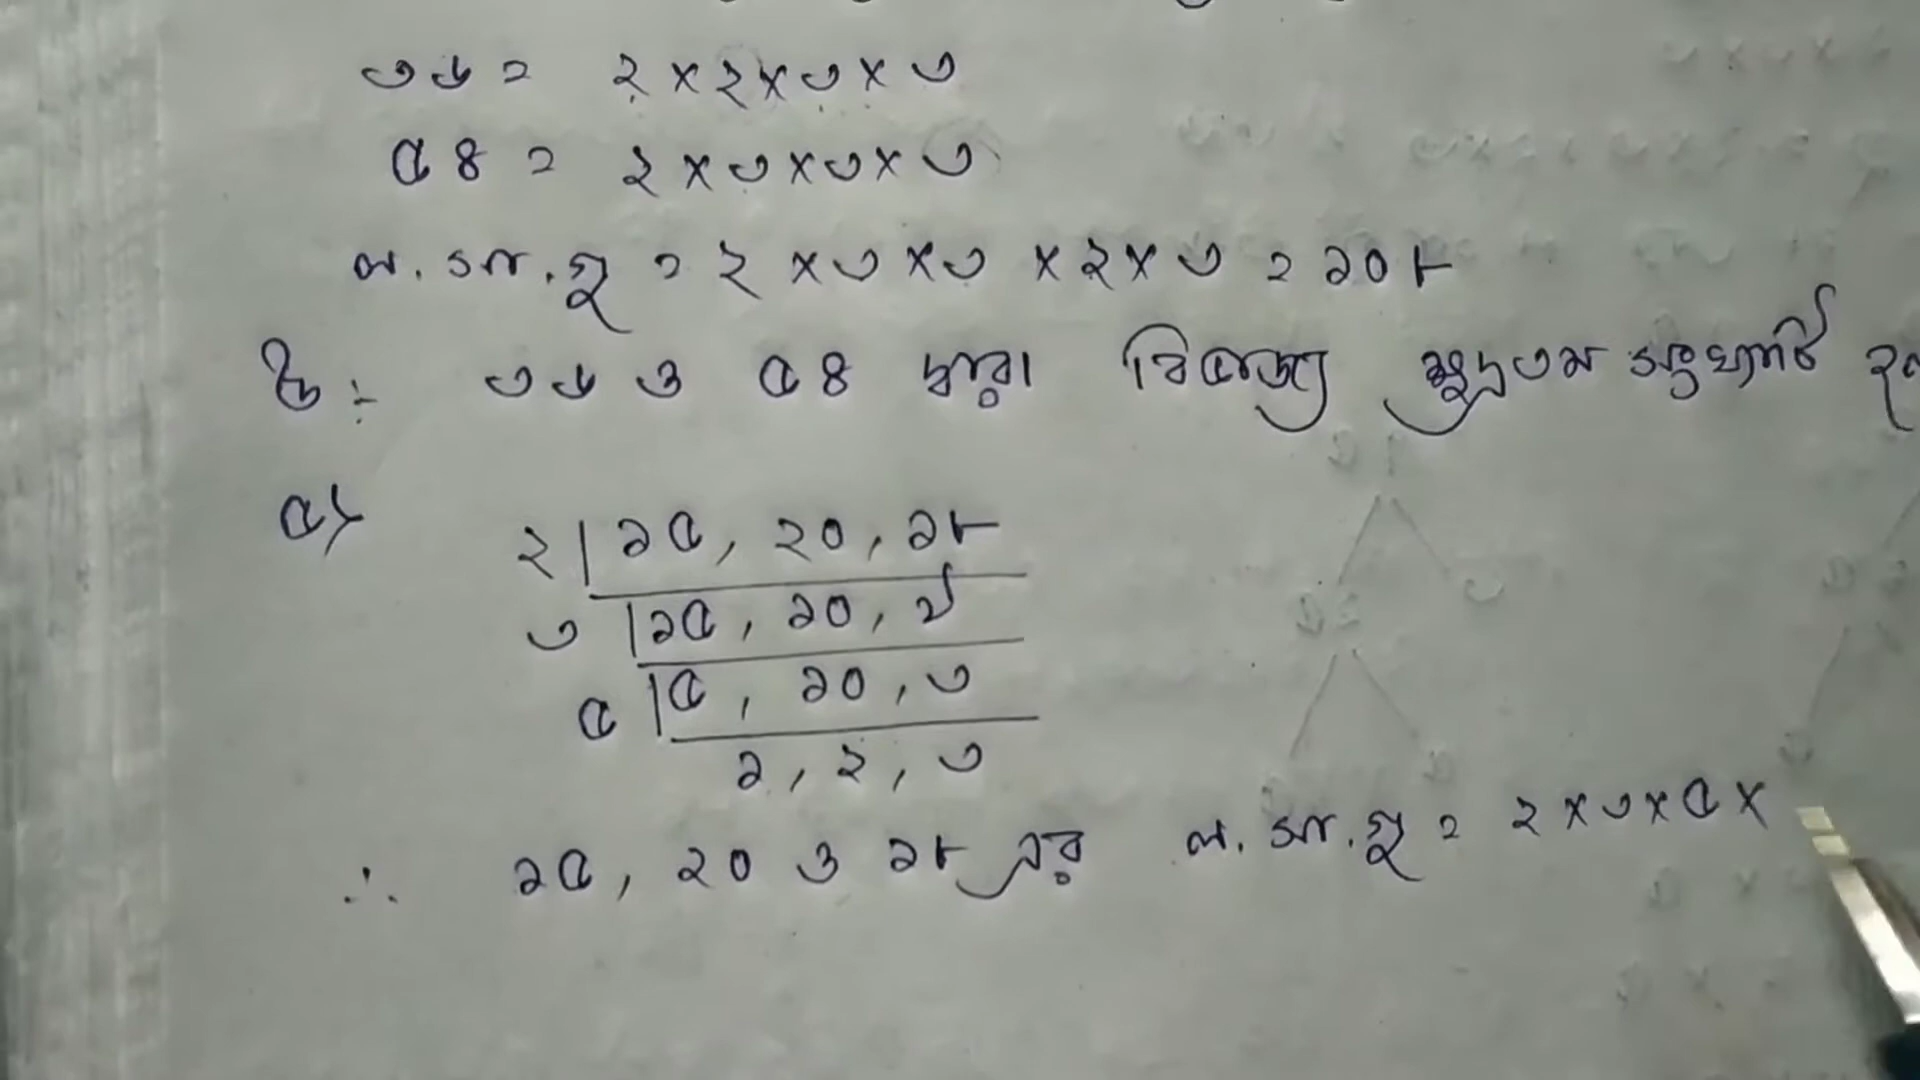 ৩৬ = ২×২×৩×৩
৫৪ = ২×৩×৩×৩
ল.সা.গু = ২×৩×৩×২×৩ = ১০৮
উঃ ৩৬ ও ৫৪ দ্বারা বিভাজ্য ক্ষুদ্রতম সংখ্যাটি
৫)
২|১৫, ২০, ১৮
৩|১৫, ১০, ৯
৫|৫, ১০, ৩
১, ২, ৩
∴ ১৫, ২০ ও ১৮ এর ল.সা.গু = ২×৩×৫×